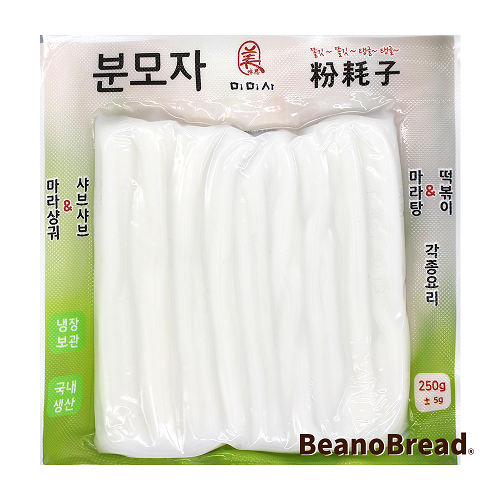 쫄깃~ 쫄깃~ 탱글~ 탱글~
분모자
美
미미사
粉耗子
샤브샤브
&
마라샹궈
떡볶이
&
마라탕
각종요리
냉장
보관
국내
생산
250g
± 5g
BeanoBread®